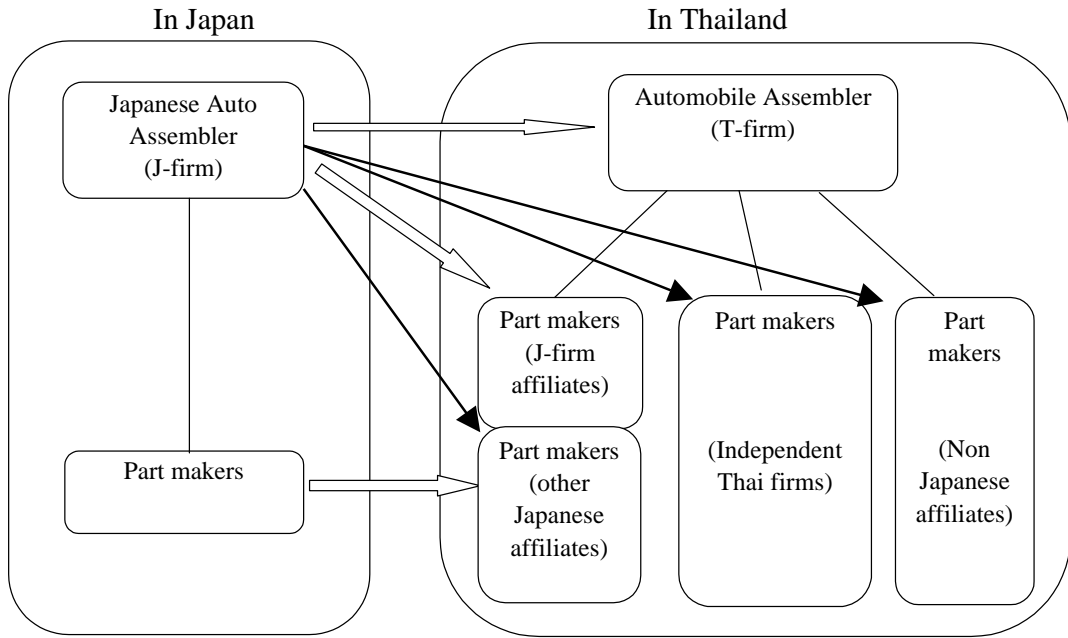 In Japan
In Thailand
Japanese Auto
Assembler
(J-firm)
Automobile Assembler
(T-firm)
Part makers
(J-firm
affiliates)
Part makers
(Independent
Thai firms)
Part
makers
(Non
Japanese
affiliates)
Part makers
Part makers
(other
Japanese
affiliates)